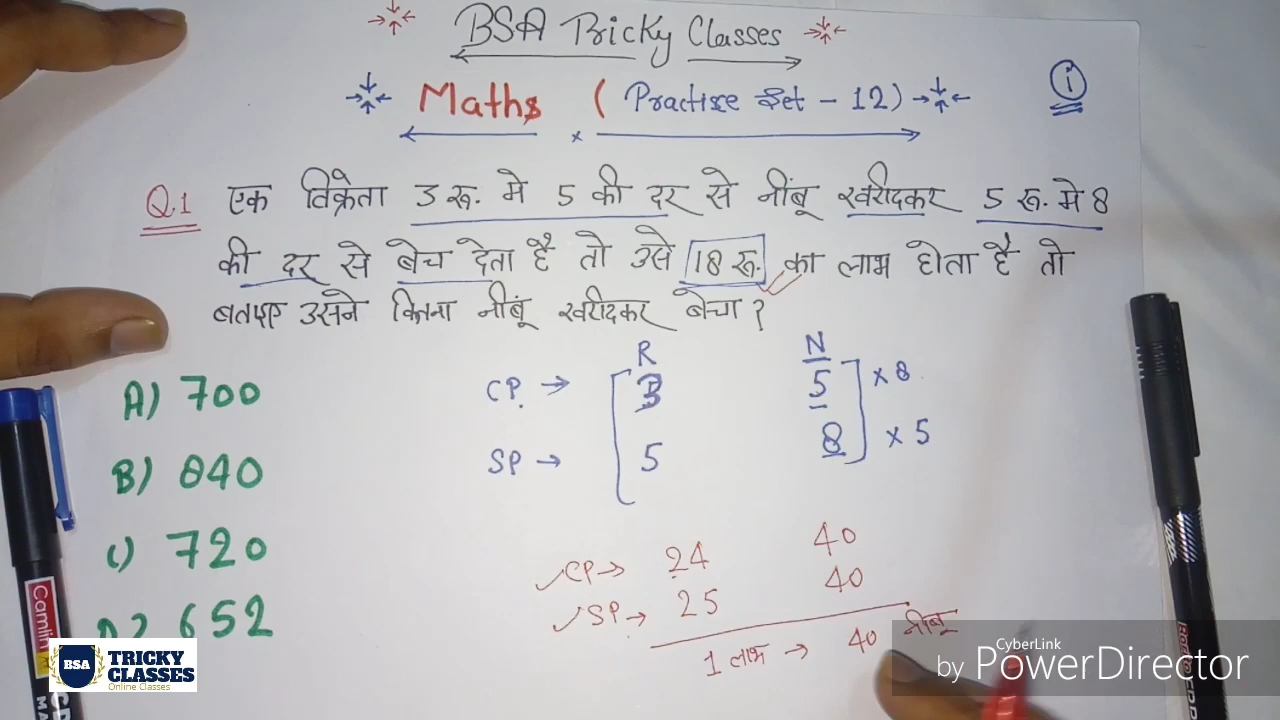 BSA Tricky Classes
Maths (Practise Set - 12)
1
Q.1 एक विक्रेता 3 रू. मे 5 की दर से नींबू खरीदकर 5 रू. मे 8
की दर से बेच देता है तो उसे 18 रू. का लाभ होता है तो
बताइए उसने कितना नींबू खरीदकर बेचा ?
R N
CP. → 3 5 × 8
SP → 5 8 × 5
A) 700
B) 840
C) 720
D) 652
CP → 24 40
SP → 25 40
1 लाभ → 40 नींबू
Camlin
BSA TRICKY CLASSES
Online Classes
CyberLink
by PowerDirector